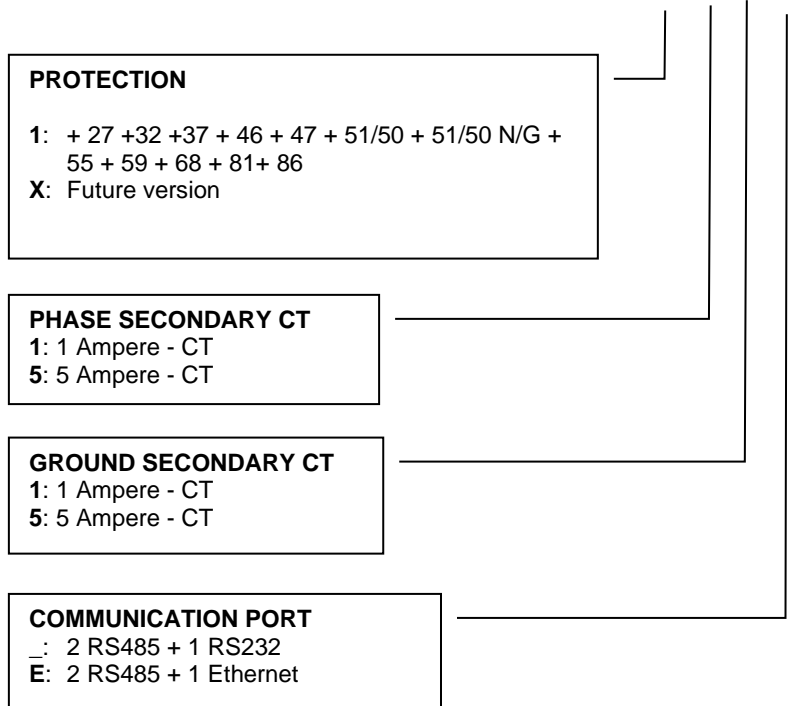 PROTECTION
1: + 27 +32 +37 + 46 + 47 + 51/50 + 51/50 N/G +
55 + 59 + 68 + 81+ 86
X: Future version
PHASE SECONDARY CT
1: 1 Ampere - CT
5: 5 Ampere - CT
GROUND SECONDARY CT
1: 1 Ampere - CT
5: 5 Ampere - CT
COMMUNICATION PORT
_: 2 RS485 + 1 RS232
E: 2 RS485 + 1 Ethernet